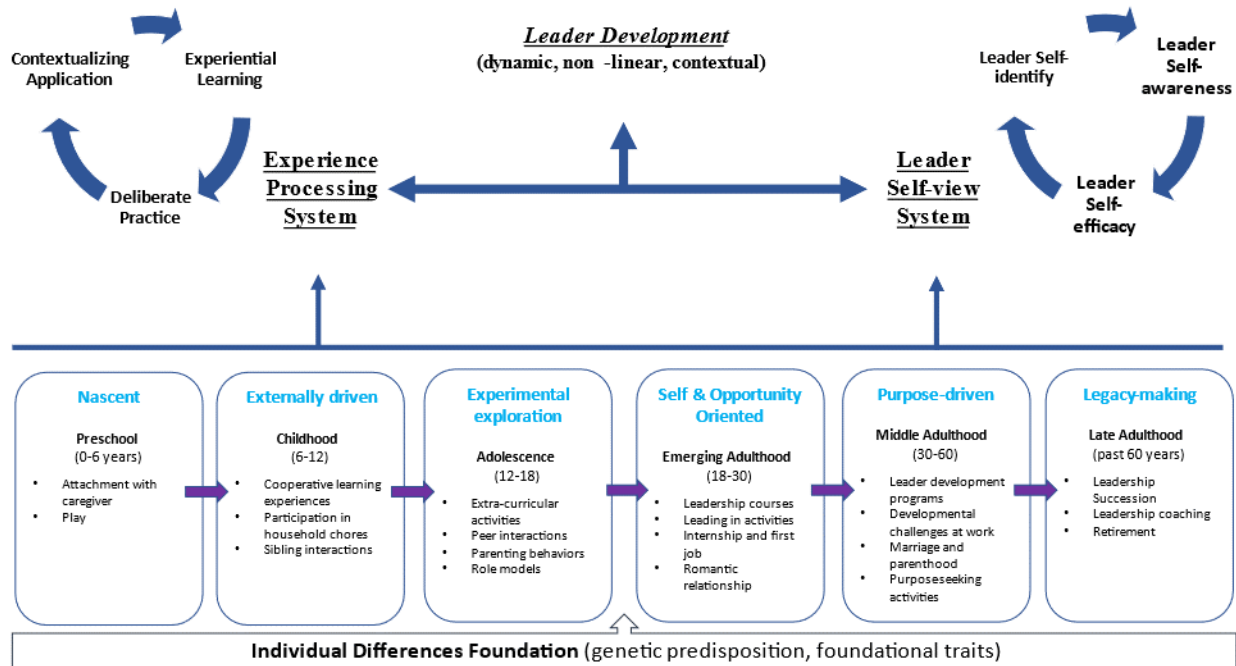 Leader Development
(dynamic, non -linear, contextual)
Contextualizing
Application
Experiential
Learning
Deliberate
Practice
Experience
Processing
System
Leader
Self-view
System
Leader Self-
identify
Leader
Self-
awareness
Leader
Self-
efficacy
Nascent
Preschool
(0-6 years)
• Attachment with
caregiver
• Play
Externally driven
Childhood
(6-12)
• Cooperative learning
experiences
• Participation in
household chores
• Sibling interactions
Experimental
exploration
Adolescence
(12-18)
• Extra-curricular
activities
• Peer interactions
• Parenting behaviors
• Role models
Self & Opportunity
Oriented
Emerging Adulthood
(18-30)
• Leadership courses
• Leading in activities
• Internship and first
job
• Romantic
relationship
Purpose-driven
Middle Adulthood
(30-60)
• Leader development
programs
• Developmental
challenges at work
• Marriage and
parenthood
• Purposeseeking
activities
Legacy-making
Late Adulthood
(past 60 years)
• Leadership
Succession
• Leadership coaching
• Retirement
Individual Differences Foundation (genetic predisposition, foundational traits)